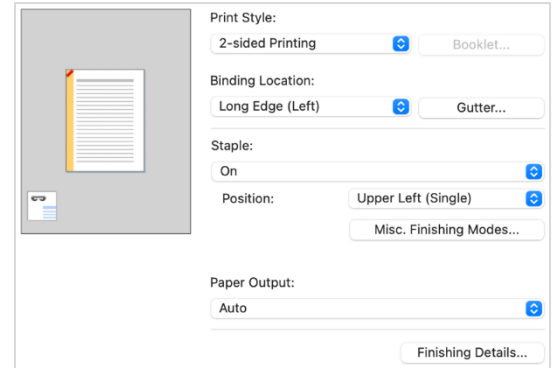 Print Style:
2-sided Printing
Booklet...
Binding Location:
Long Edge (Left)
Gutter...
Staple:
On
Position:
Upper Left (Single)
Misc. Finishing Modes...
Paper Output:
Auto
Finishing Details...